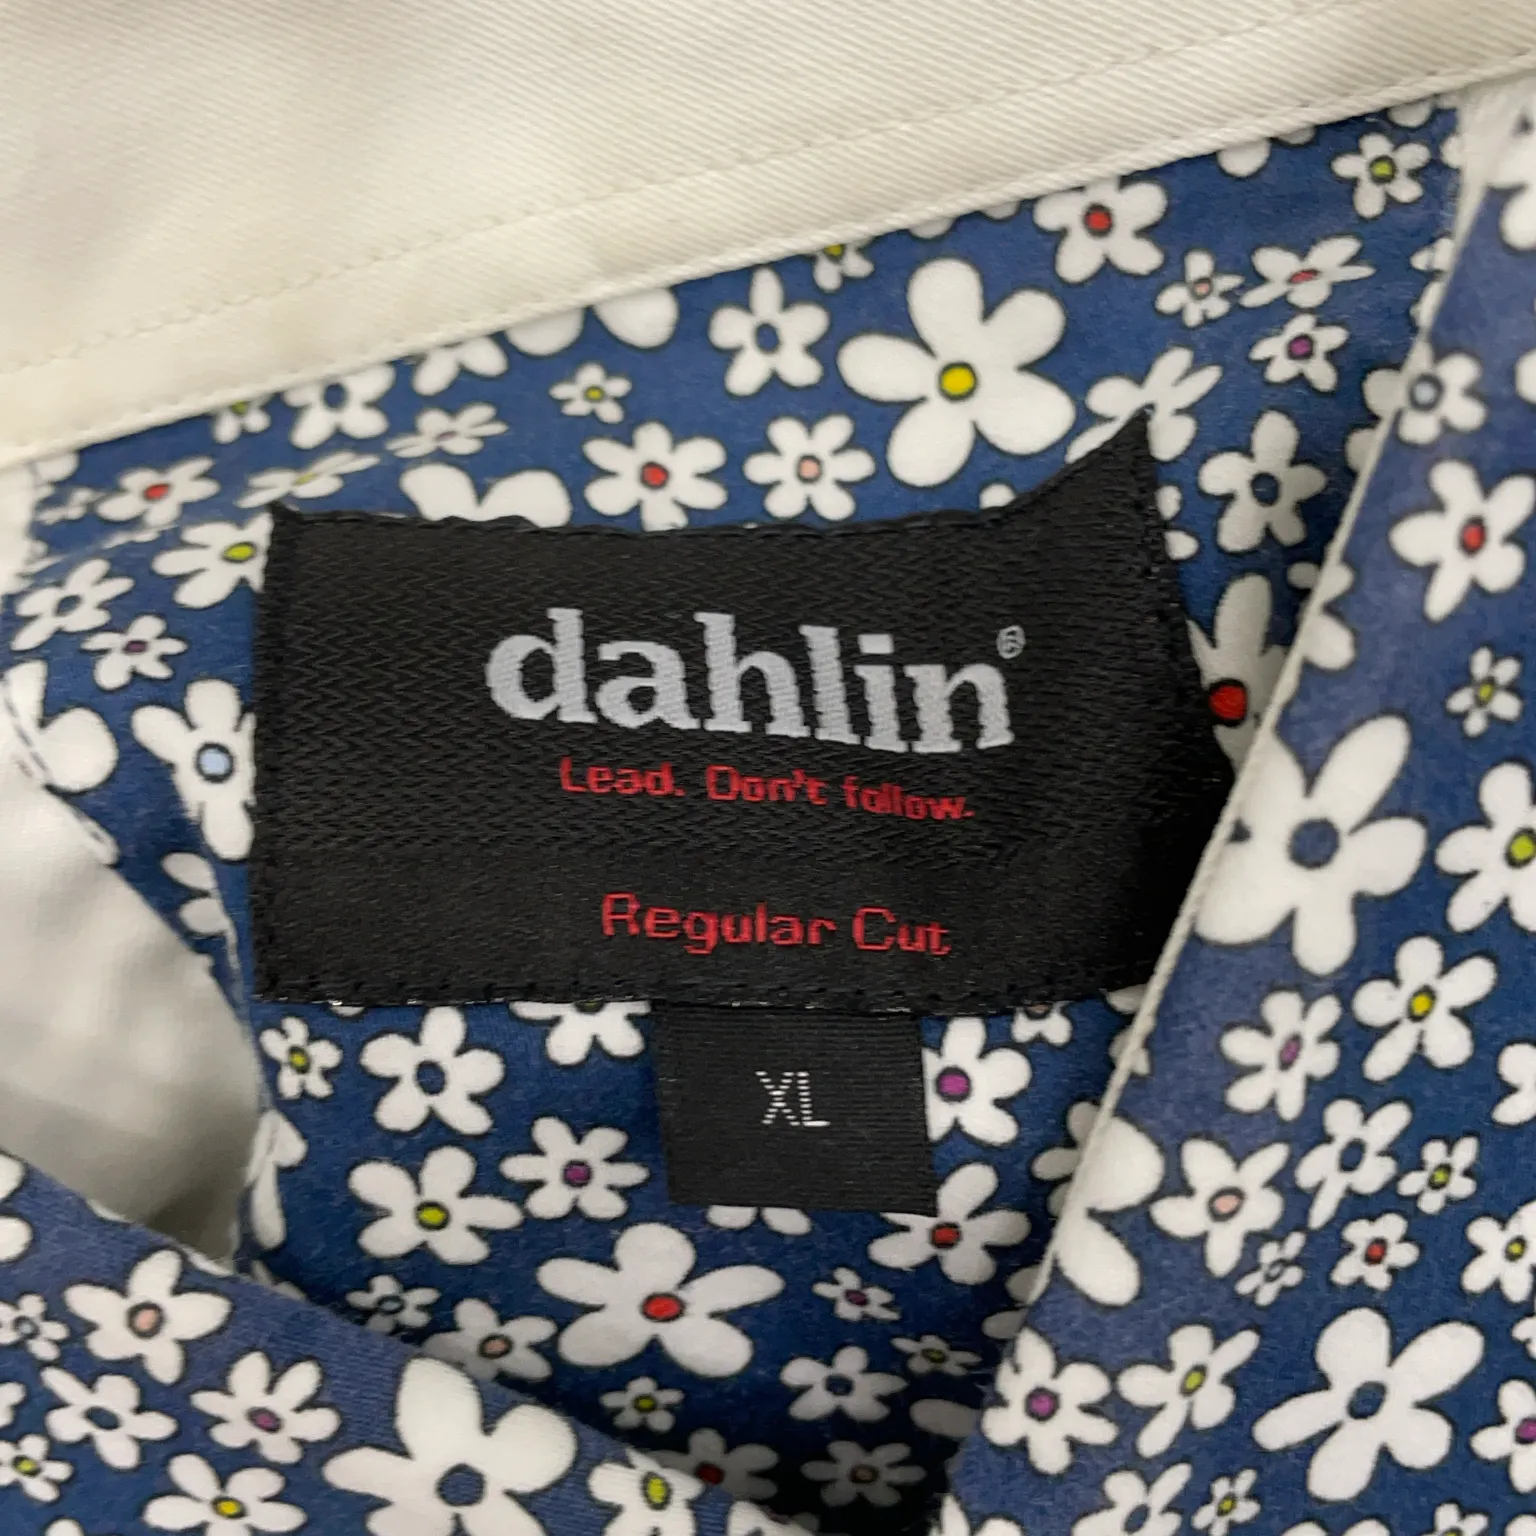 dahlin®
Lead. Don't follow.
Regular Cut
XL